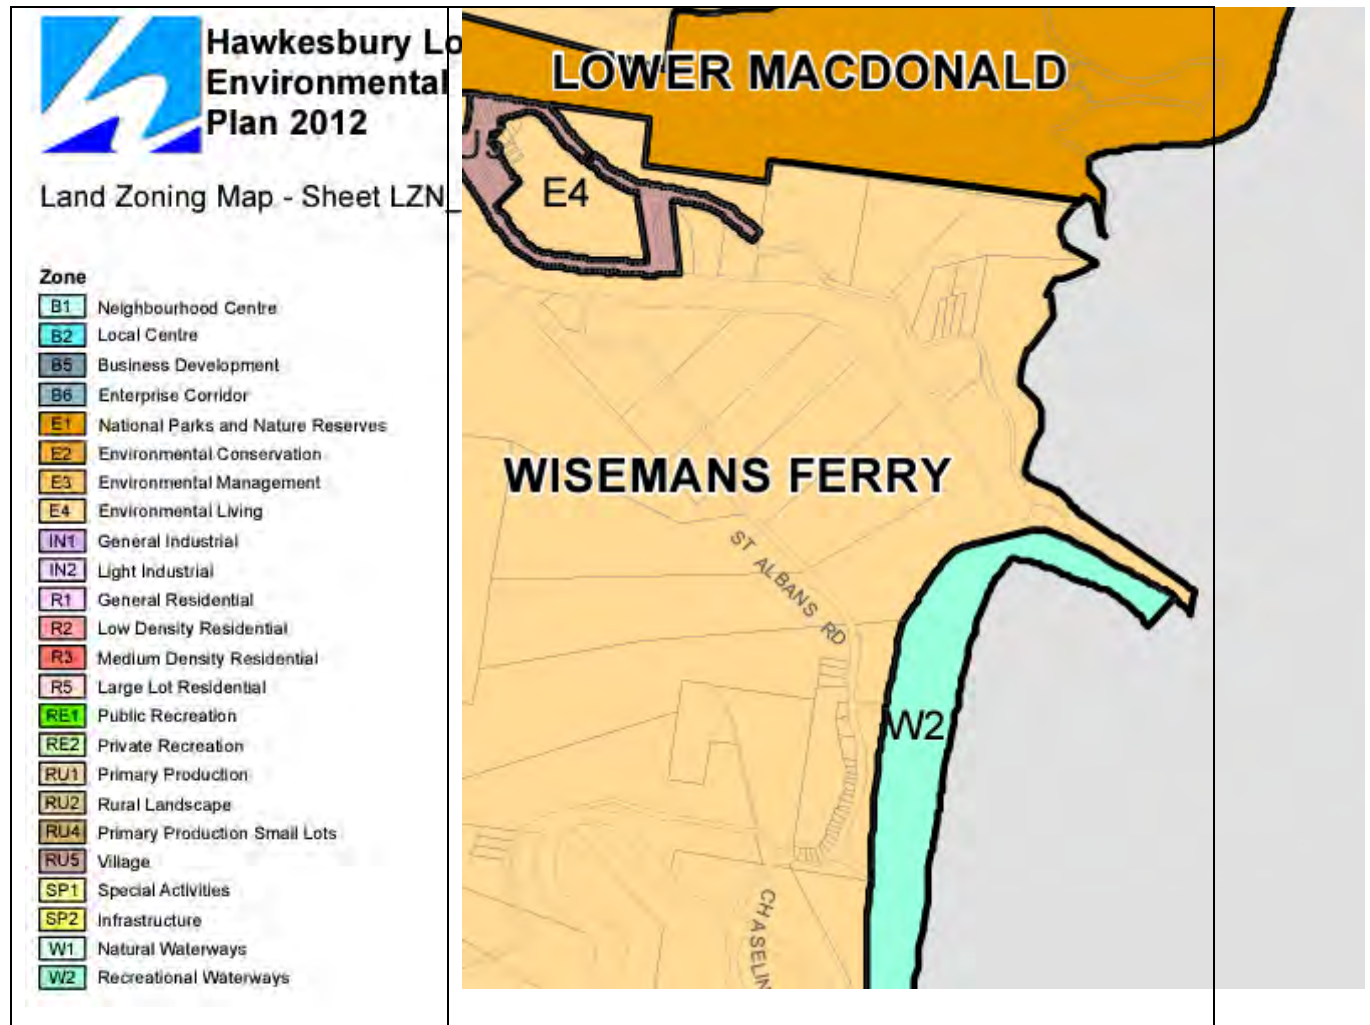 Hawkesbury Lo
Environmental
Plan 2012
Land Zoning Map - Sheet LZN_
Zone
B1 Neighbourhood Centre
B2 Local Centre
B5 Business Development
B6 Enterprise Corridor
E1 National Parks and Nature Reserves
E2 Environmental Conservation
E3 Environmental Management
E4 Environmental Living
IN1 General Industrial
IN2 Light Industrial
R1 General Residential
R2 Low Density Residential
R3 Medium Density Residential
R5 Large Lot Residential
RE1 Public Recreation
RE2 Private Recreation
RU1 Primary Production
RU2 Rural Landscape
RU4 Primary Production Small Lots
RU5 Village
SP1 Special Activities
SP2 Infrastructure
W1 Natural Waterways
W2 Recreational Waterways
LOWER MACDONALD
U5
E4
WISEMANS FERRY
ST ALBANS RD
W2
CHASELIN